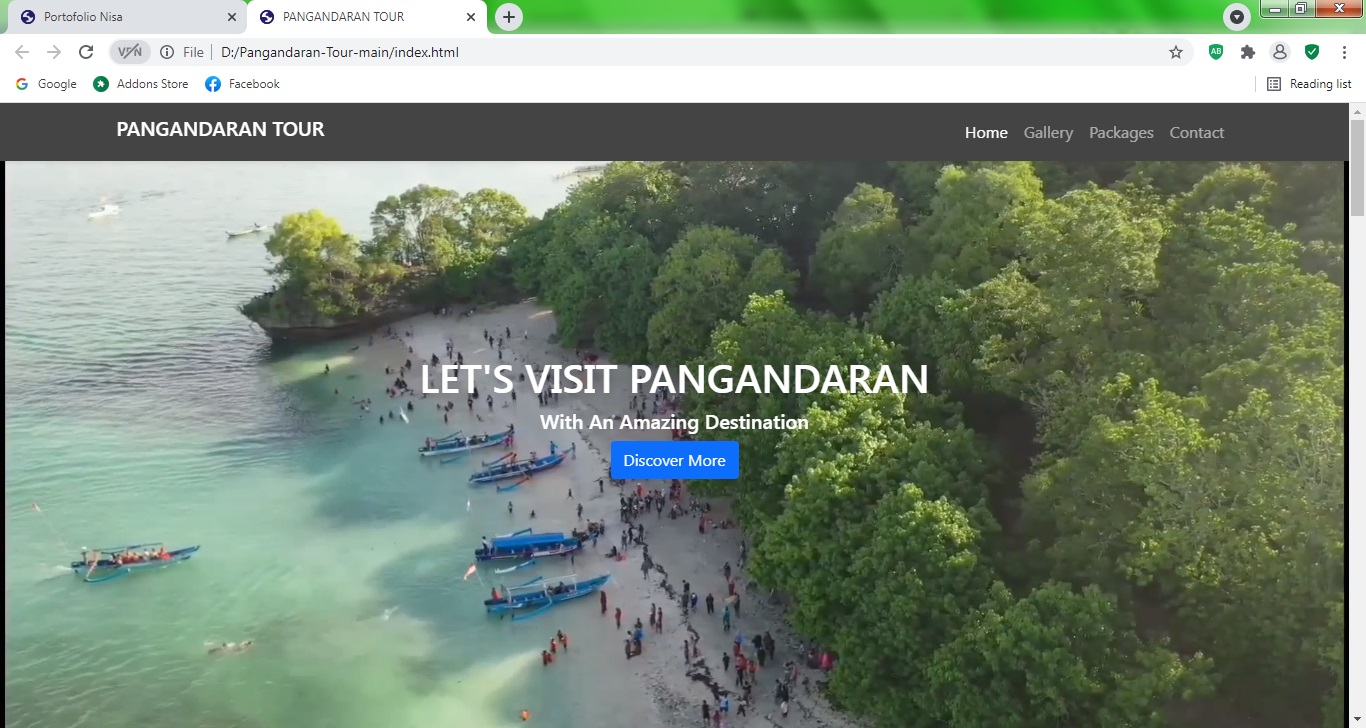 Portofolio Nisa
PANGANDARAN TOUR
VPN
File
D:/Pangandaran-Tour-main/index.html
AB
Google
Addons Store
Facebook
Reading list
PANGANDARAN TOUR
Home
Gallery
Packages
Contact
LET'S VISIT PANGANDARAN
With An Amazing Destination
Discover More